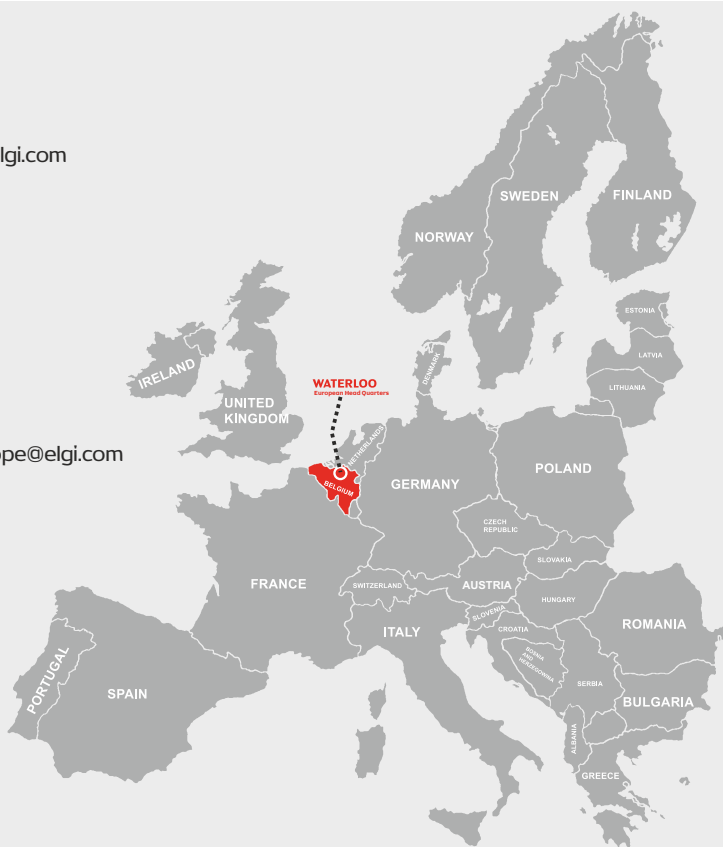 lgi.com
SWEDEN
FINLAND
NORWAY
ESTONIA
LATVIA
DENMARK
IRELAND
WATERLOO
European Head Quarters
LITHUANIA
UNITED
KINGDOM
NETHERLANDS
pe@elgi.com
POLAND
GERMANY
BELGIUM
CZECH
REPUBLIC
SLOVAKIA
FRANCE
SWITZERLAND
AUSTRIA
HUNGARY
SLOVENIA
ROMANIA
ITALY
CROATIA
BOSNIA
AND
HERZEGOVINA
PORTUGAL
SPAIN
SERBIA
BULGARIA
ALBANIA
GREECE